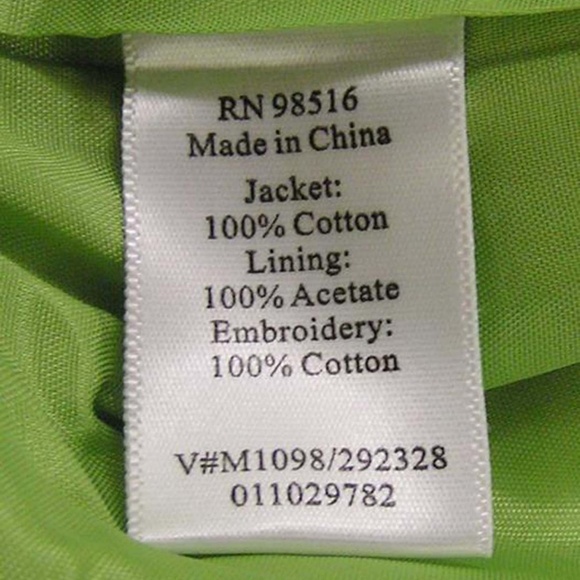 RN 98516
Made in China
Jacket:
100% Cotton
Lining:
100% Acetate
Embroidery:
100% Cotton
V#M1098/292328
011029782